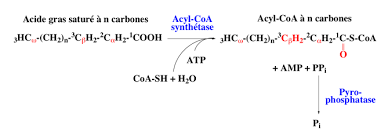 Acide gras saturé à n carbones
Acyl-CoA
synthétase
Acyl-CoA à n carbones
₃HCω-(CH₂)ₙ-³CβH₂-²CαH₂-¹COOH
₃HCω-(CH₂)ₙ-³CβH₂-²CαH₂-¹C-S-CoA
O
ATP
CoA-SH + H₂O
+ AMP + PPᵢ
Pyro-
phosphatase
Pᵢ